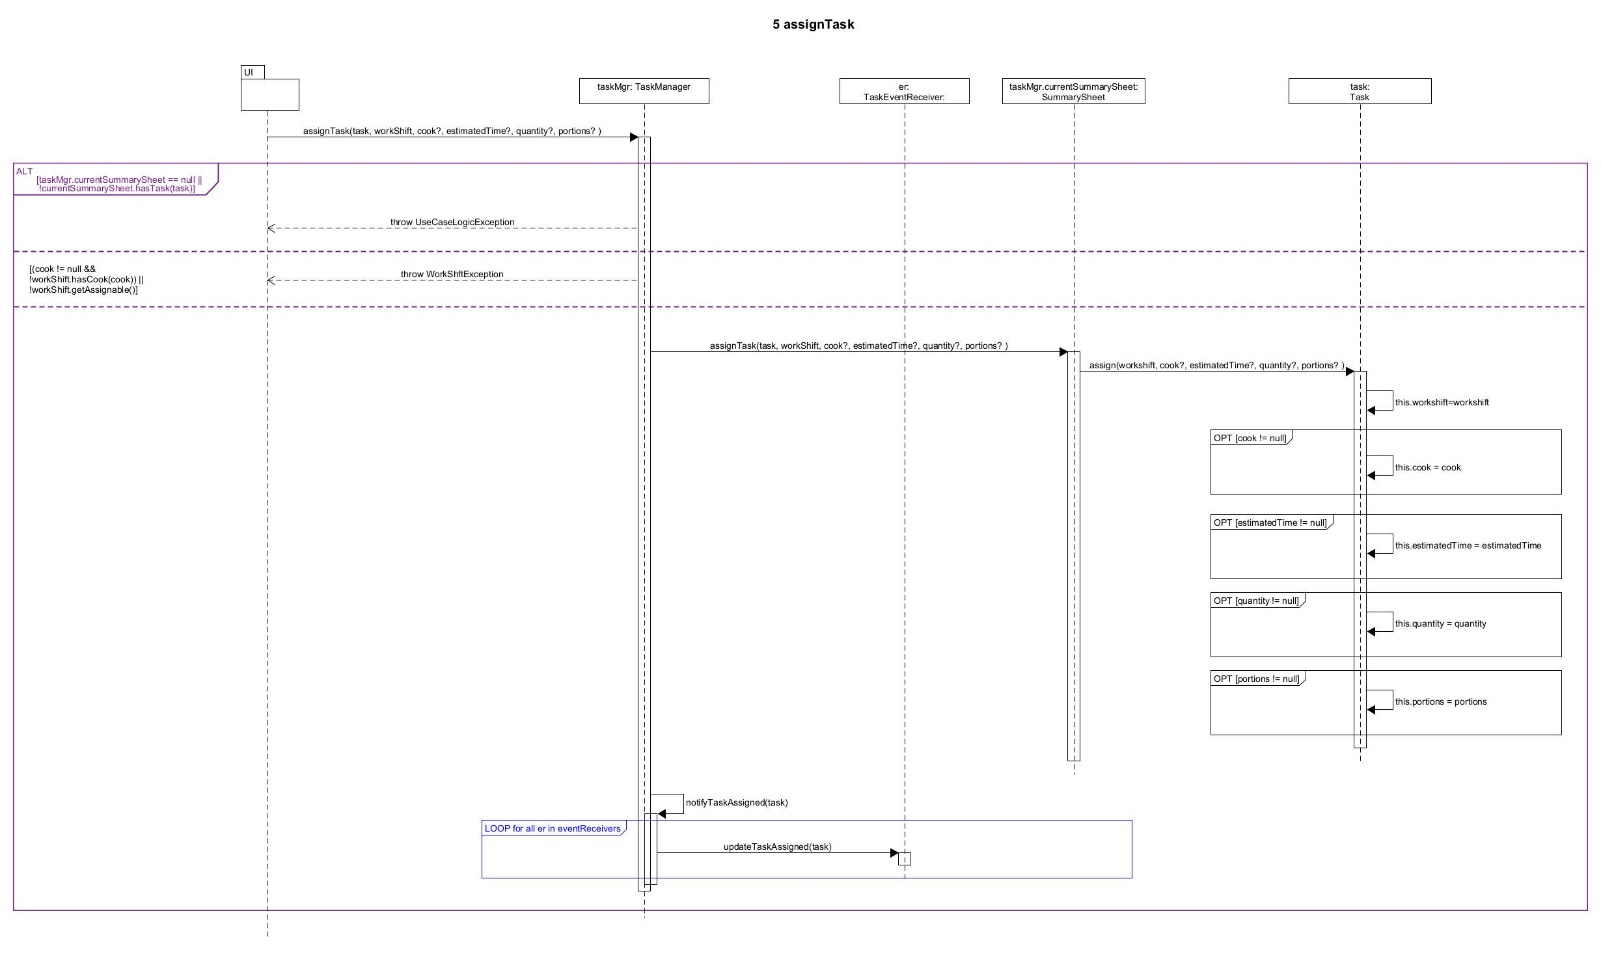 5 assignTask
UI
taskMgr: TaskManager
er:
TaskEventReceiver:
taskMgr.currentSummarySheet:
SummarySheet
task:
Task
assignTask(task, workShift, cook?, estimatedTime?, quantity?, portions? )
ALT
[taskMgr.currentSummarySheet == null ||
!currentSummarySheet.hasTask(task)]
throw UseCaseLogicException
[(cook != null &&
!workShift.hasCook(cook)) ||
!workShift.getAssignable()]
throw WorkShftException
assignTask(task, workShift, cook?, estimatedTime?, quantity?, portions? )
assign(workshift, cook?, estimatedTime?, quantity?, portions? )
this.workshift=workshift
OPT [cook != null]
this.cook = cook
OPT [estimatedTime != null]
this.estimatedTime = estimatedTime
OPT [quantity != null]
this.quantity = quantity
OPT [portions != null]
this.portions = portions
notifyTaskAssigned(task)
LOOP for all er in eventReceivers
updateTaskAssigned(task)